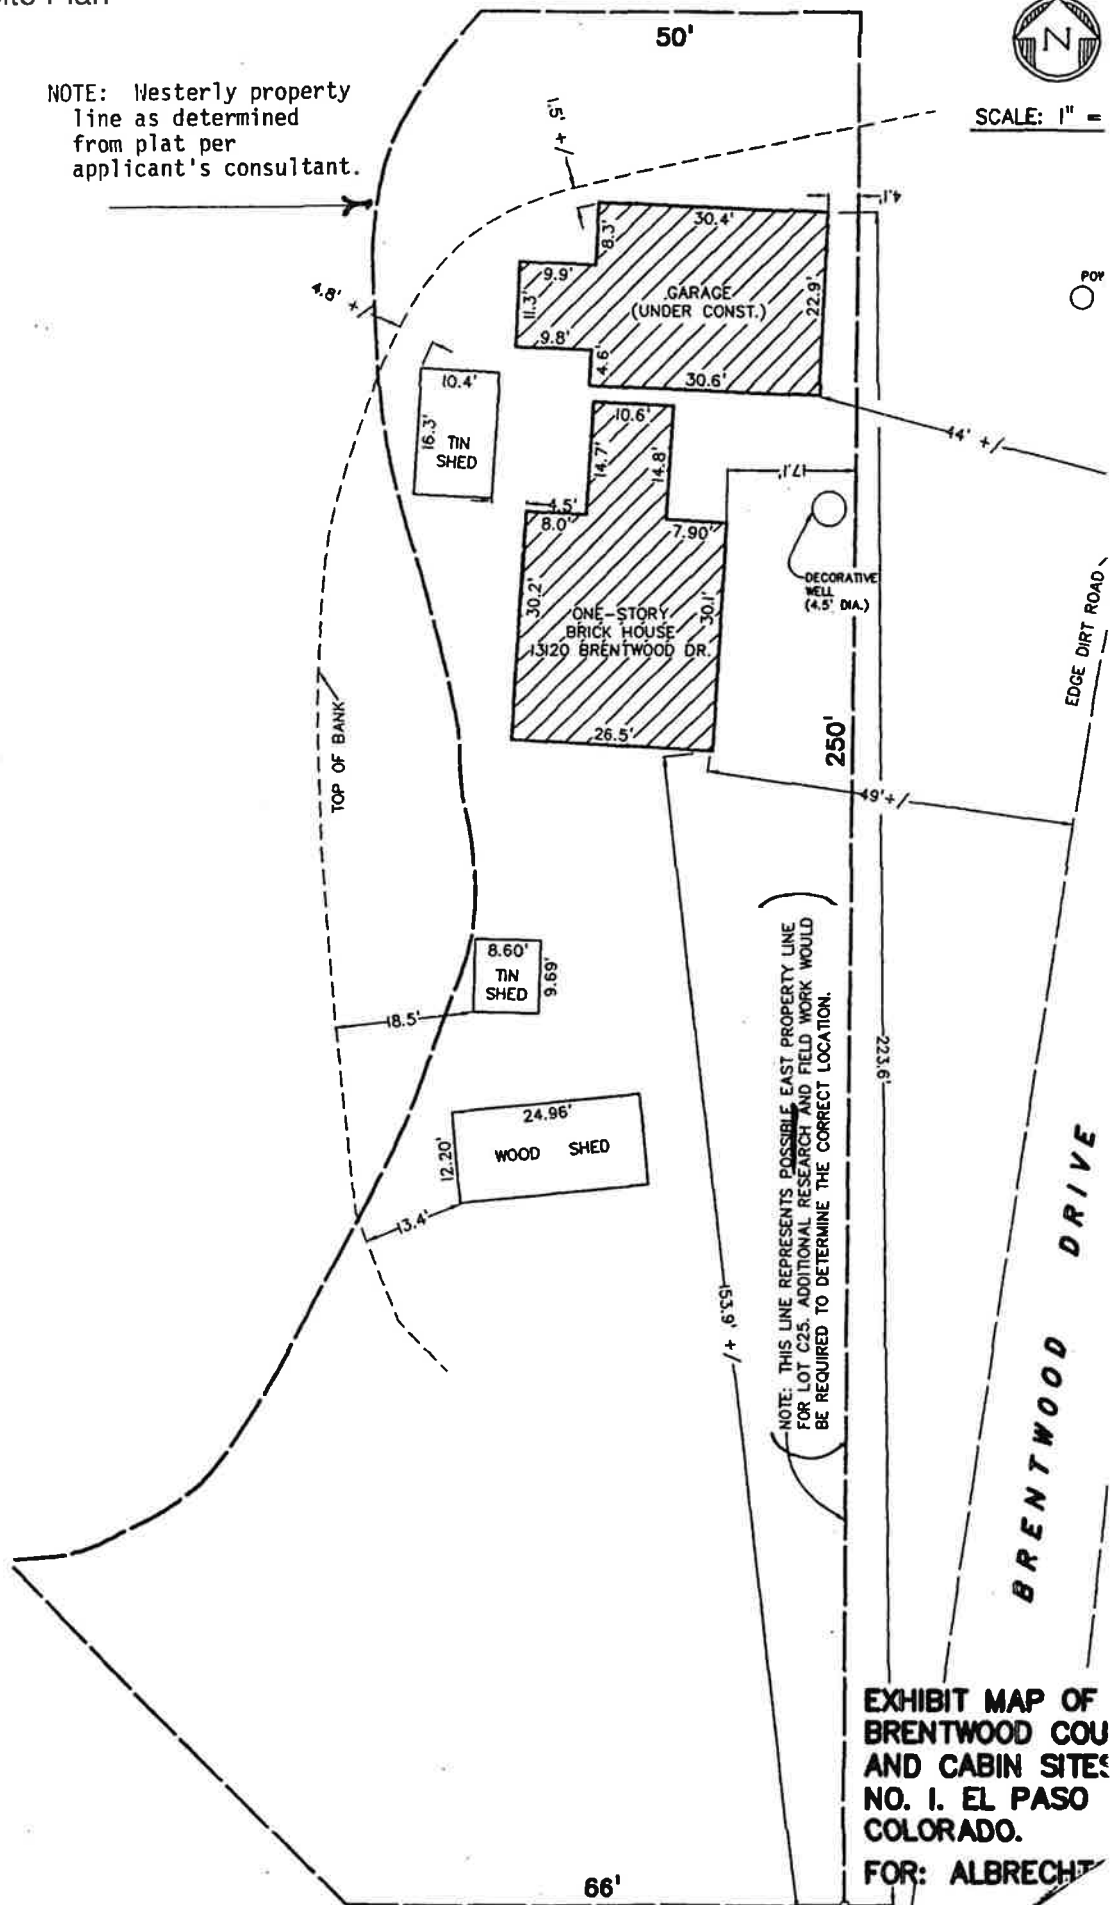 50'
N
NOTE: Westerly property
line as determined
from plat per
applicant's consultant.
SCALE: 1" =
1.5' +/
4.1'
30.4'
8.3'
9.9'
GARAGE
(UNDER CONST.)
22.9'
11.3'
9.8'
4.6'
30.6'
4.8' +/
10.4'
16.3'
TIN
SHED
10.6'
14.7'
14.8'
44' +/
17.1'
4.5'
8.0'
7.90'
DECORATIVE
WELL
(4.5' DIA.)
30.2'
30.1'
ONE-STORY
BRICK HOUSE
13120 BRENTWOOD DR.
26.5'
EDGE DIRT ROAD
TOP OF BANK
250'
49'+/
8.60'
TIN
SHED
9.69'
18.5'
NOTE: THIS LINE REPRESENTS POSSIBLE EAST PROPERTY LINE
FOR LOT C25. ADDITIONAL RESEARCH AND FIELD WORK WOULD
BE REQUIRED TO DETERMINE THE CORRECT LOCATION.
223.6'
24.96'
12.20'
WOOD SHED
13.4'
153.9' +/
BRENTWOOD DRIVE
EXHIBIT MAP OF
BRENTWOOD COU
AND CABIN SITES
NO. 1. EL PASO
COLORADO.
FOR: ALBRECHT
66'